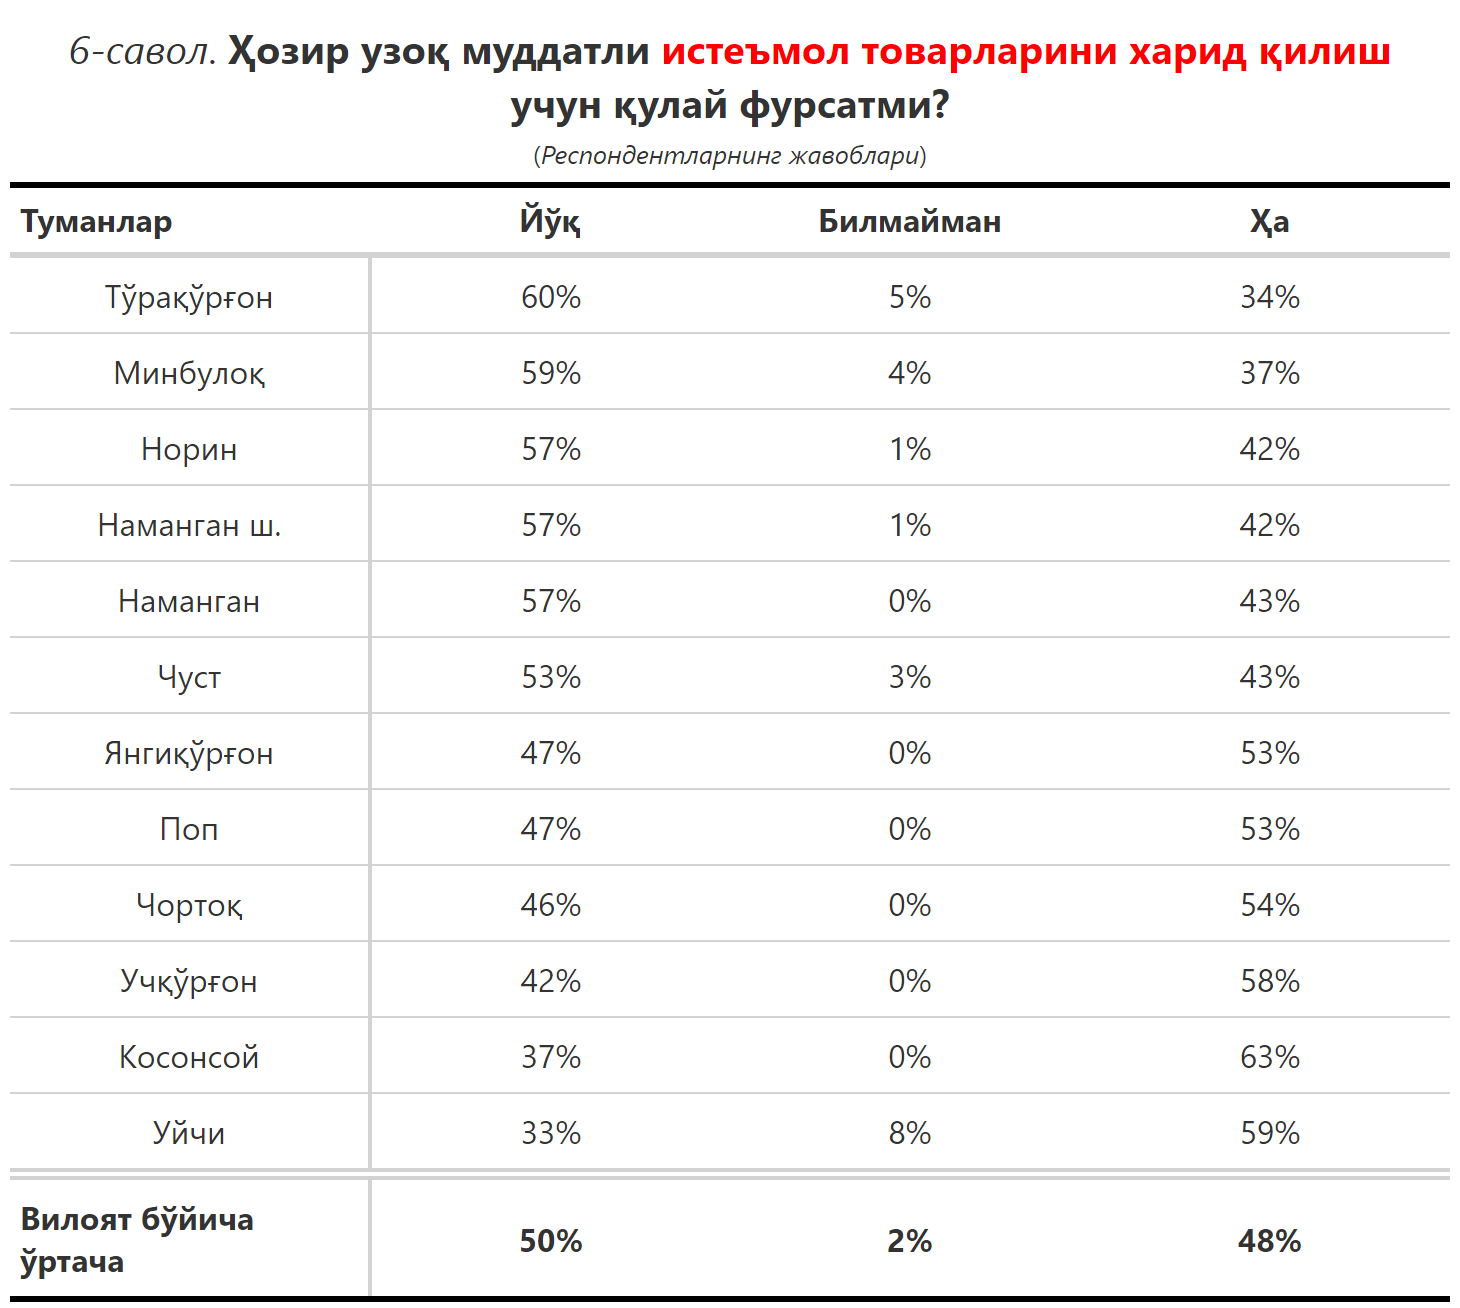 6-савол. Ҳозир узоқ муддатли истеъмол товарларини харид қилиш
учун қулай фурсатми?
(Респондентларнинг жавоблари)
Туманлар Йўқ Билмайман Ҳа
Тўрақўрғон 60% 5% 34%
Минбулоқ 59% 4% 37%
Норин 57% 1% 42%
Наманган ш. 57% 1% 42%
Наманган 57% 0% 43%
Чуст 53% 3% 43%
Янгиқўрғон 47% 0% 53%
Поп 47% 0% 53%
Чортоқ 46% 0% 54%
Учқўрғон 42% 0% 58%
Косонсой 37% 0% 63%
Уйчи 33% 8% 59%
Вилоят бўйича
ўртача 50% 2% 48%